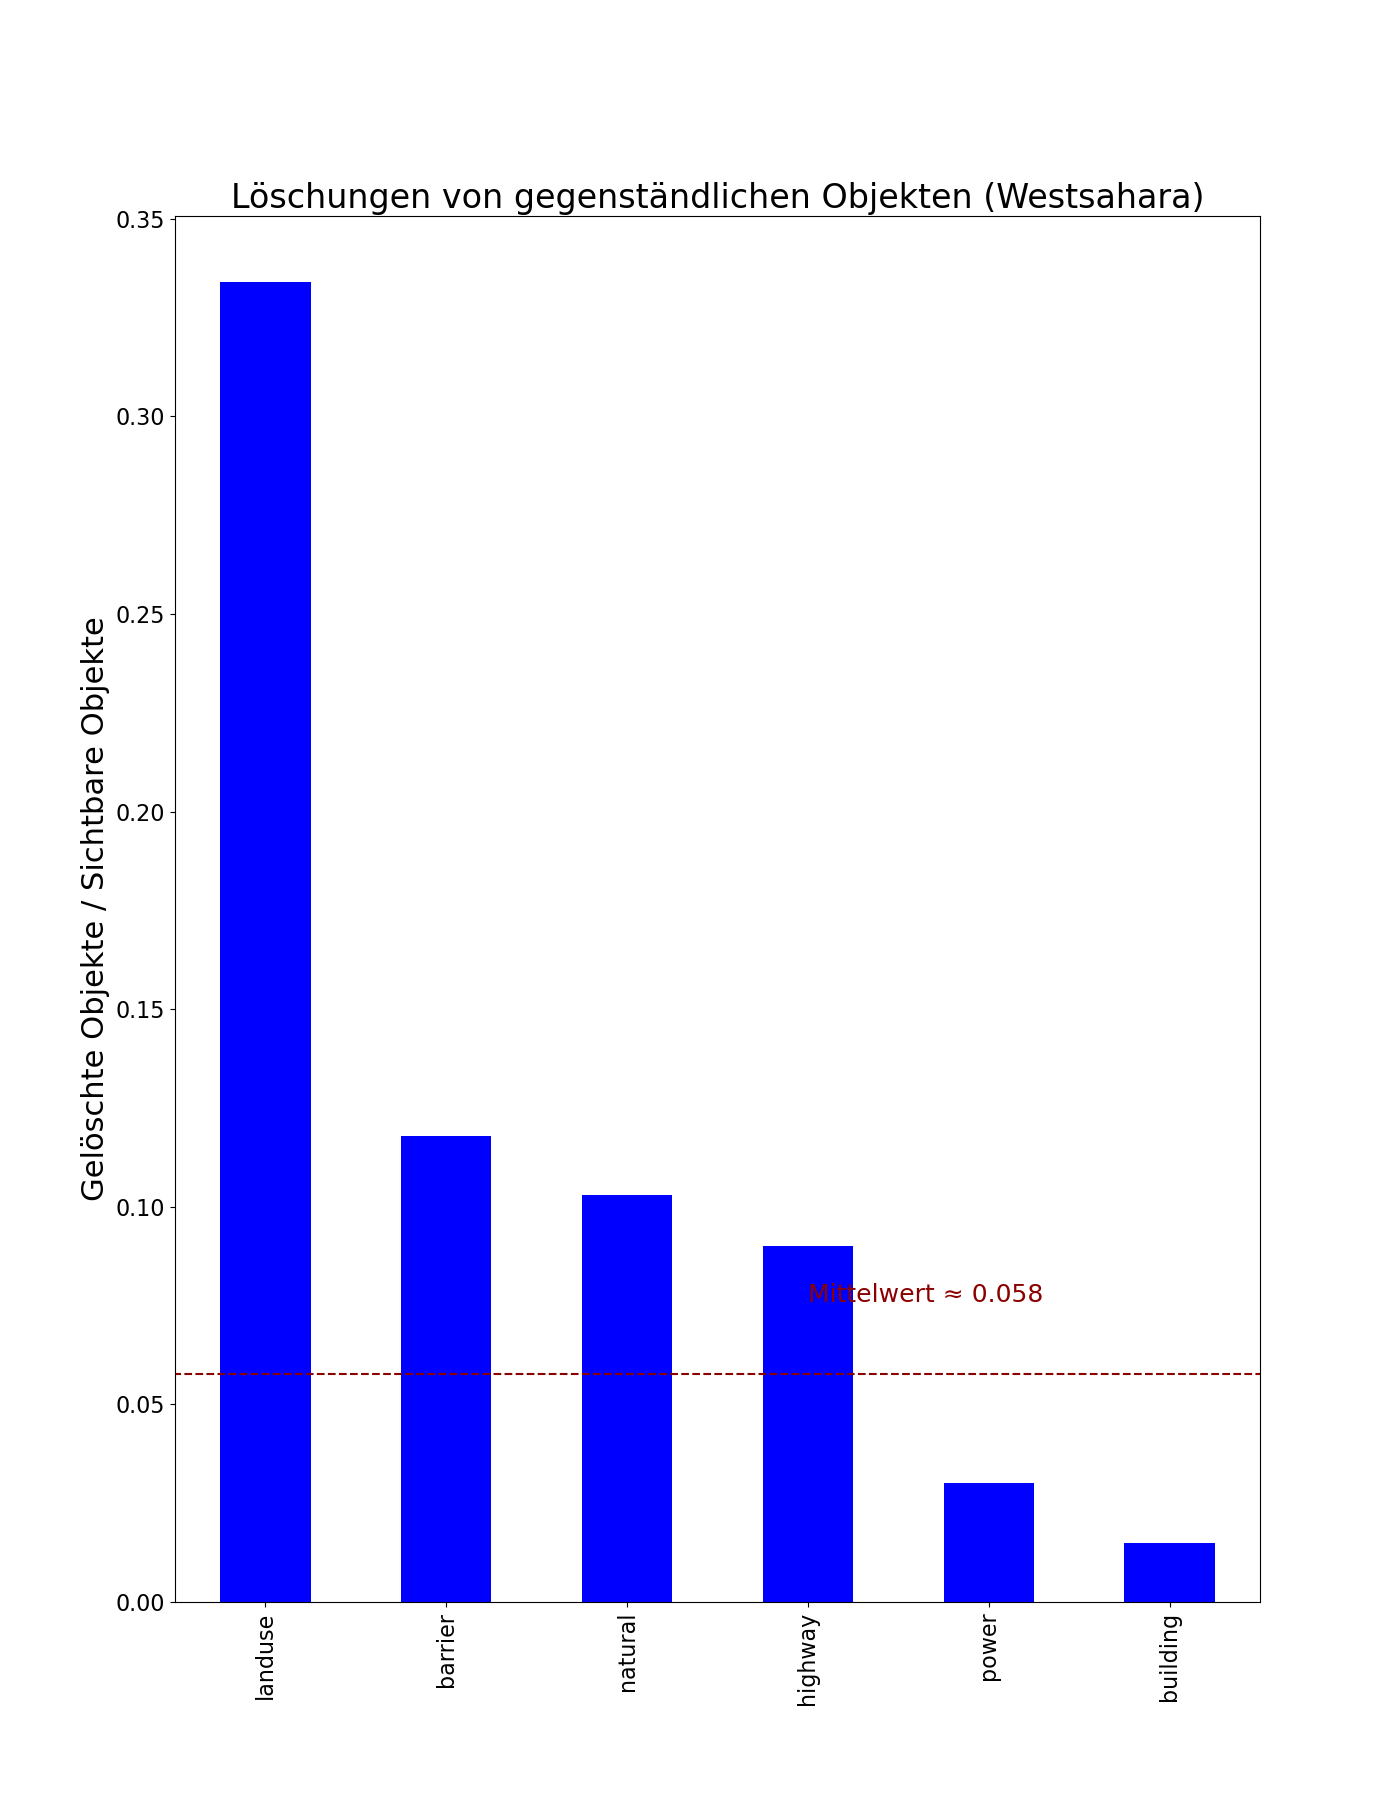 Löschungen von gegenständlichen Objekten (Westsahara)
Gelöschte Objekte / Sichtbare Objekte
0.35
0.30
0.25
0.20
0.15
0.10
0.05
0.00
Mittelwert ≈ 0.058
landuse
barrier
natural
highway
power
building